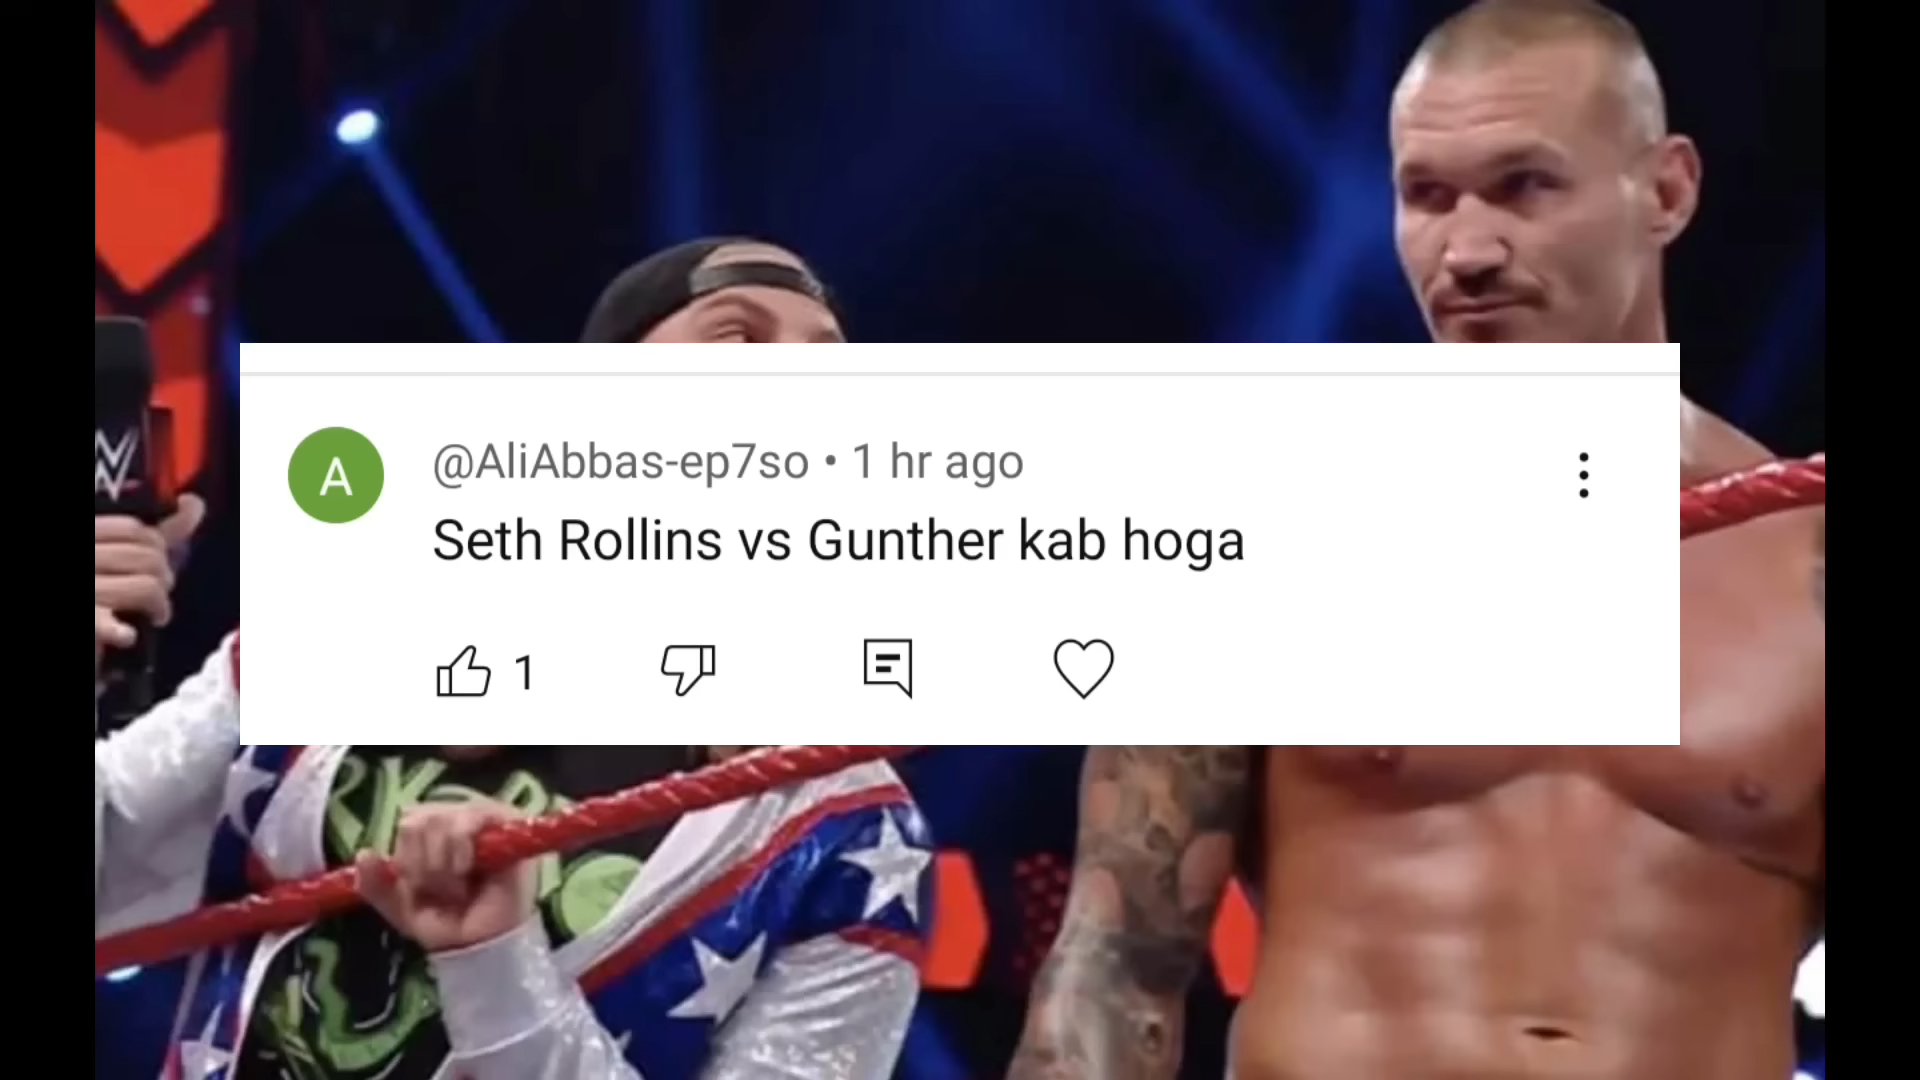 W
A
@AliAbbas-ep7so • 1 hr ago
Seth Rollins vs Gunther kab hoga
1